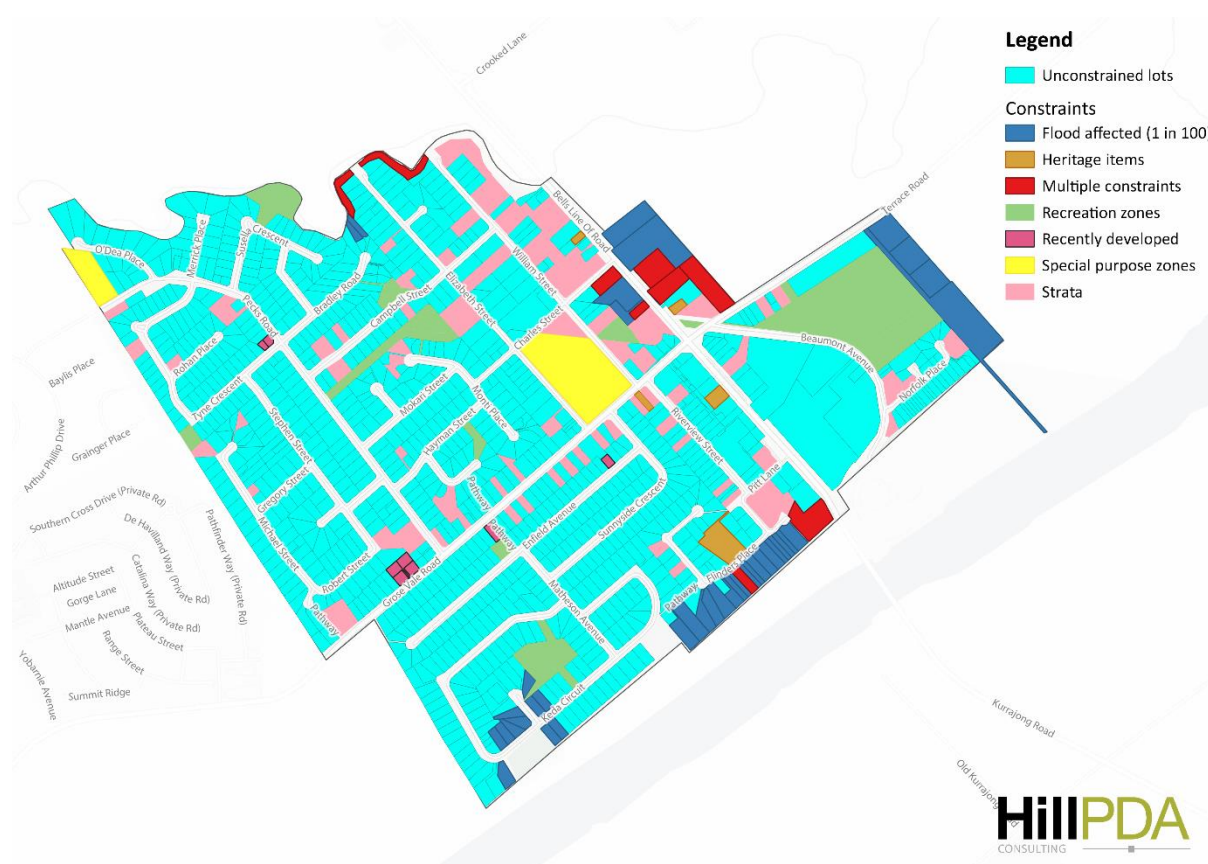 Legend
Unconstrained lots
Constraints
Flood affected (1 in 100)
Heritage items
Multiple constraints
Recreation zones
Recently developed
Special purpose zones
Strata
Crooked Lane
Terrace Road
Bells Line Of Road
O'Dea Place
Merrick Place
Susella
Crescent
Bradley Road
Pecks Road
Campbell Street
Elizabeth Street
William Street
Charles Street
Beaumont Avenue
Norfolk Place
Baylis Place
Rohan Place
Tyne Crescent
Mokari Street
Monti Place
Hayman Street
Stephen Street
Riverview Street
Pitt Lane
Arthur Phillip Drive
Grainger Place
Gregory Street
Michael Street
Pathway
Pathway
Enfield Avenue
Sunnyside Crescent
Southern Cross Drive (Private Rd)
De Havilland Way (Private Rd)
Pathfinder Way (Private Rd)
Catalina Way (Private Rd)
Robert Street
Grose Vale Road
Pathway
Matheson Avenue
Pathway
Flinders Place
Altitude Street
Gorge Lane
Mantle Avenue
Plateau Street
Range Street
Yobarnie Avenue
Summit Ridge
Keda Circuit
Kurrajong Road
Old Kurrajong Road
HillPDA
CONSULTING